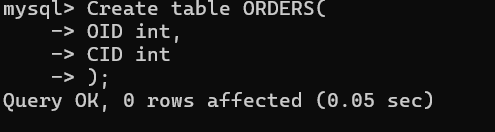 mysql> Create table ORDERS(
    -> OID int,
    -> CID int
    -> );
Query OK, 0 rows affected (0.05 sec)